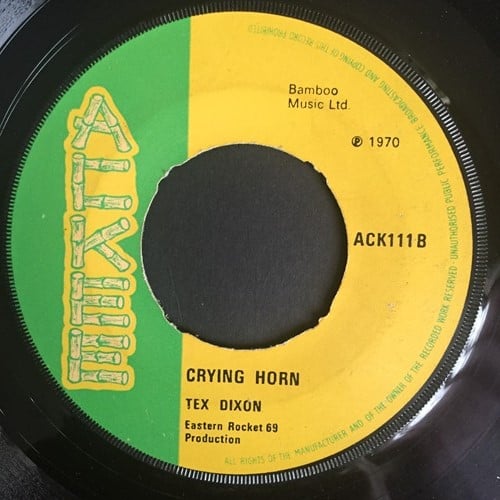 ACKEE
Bamboo
Music Ltd.
℗ 1970
ACK111B
CRYING HORN
TEX DIXON
Eastern Rocket 69
Production
ALL RIGHTS OF THE MANUFACTURER AND OF THE OWNER OF THE RECORDED WORK RESERVED - UNAUTHORISED PUBLIC PERFORMANCE BROADCASTING AND COPYING OF THIS RECORD PROHIBITED